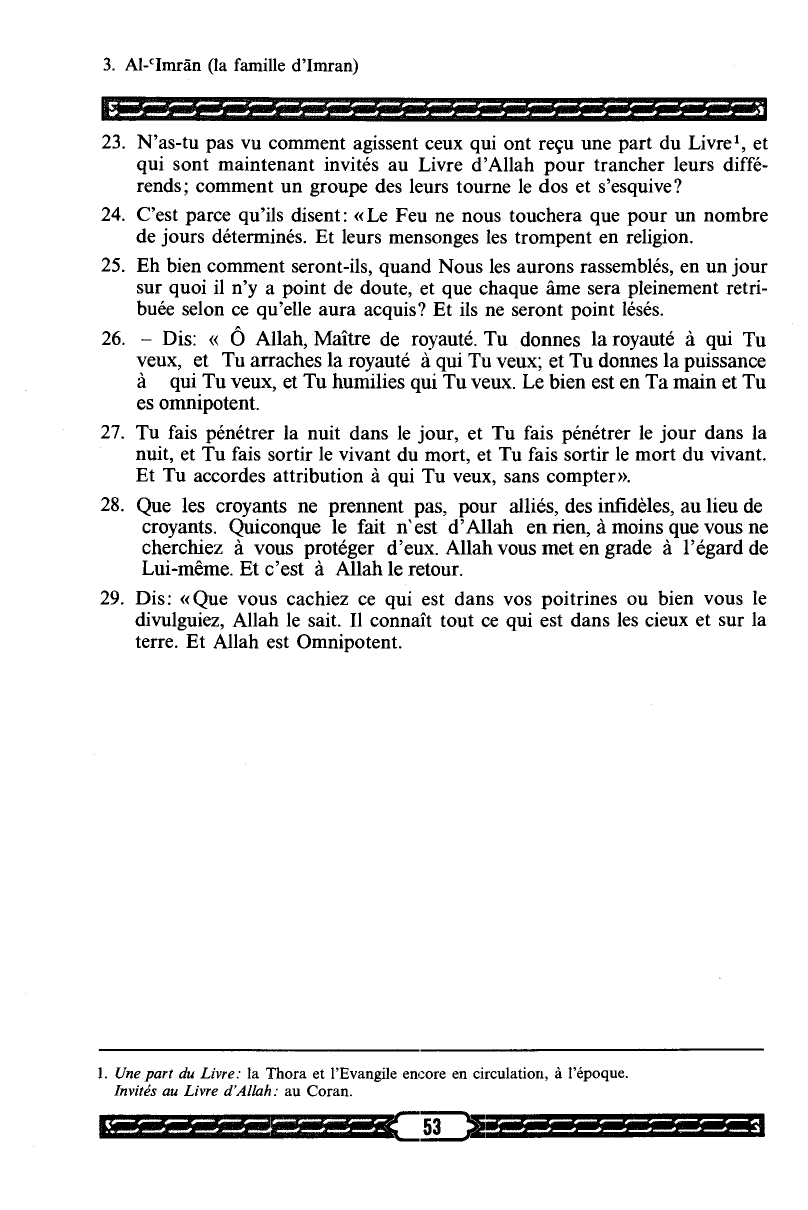 3. Al-ʿImrān (la famille d'Imran)
23. N'as-tu pas vu comment agissent ceux qui ont reçu une part du Livre¹, et
qui sont maintenant invités au Livre d'Allah pour trancher leurs diffé-
rends; comment un groupe des leurs tourne le dos et s'esquive?
24. C'est parce qu'ils disent: «Le Feu ne nous touchera que pour un nombre
de jours déterminés. Et leurs mensonges les trompent en religion.
25. Eh bien comment seront-ils, quand Nous les aurons rassemblés, en un jour
sur quoi il n'y a point de doute, et que chaque âme sera pleinement retri-
buée selon ce qu'elle aura acquis? Et ils ne seront point lésés.
26. – Dis: « Ô Allah, Maître de royauté. Tu donnes la royauté à qui Tu
veux, et Tu arraches la royauté à qui Tu veux; et Tu donnes la puissance
à qui Tu veux, et Tu humilies qui Tu veux. Le bien est en Ta main et Tu
es omnipotent.
27. Tu fais pénétrer la nuit dans le jour, et Tu fais pénétrer le jour dans la
nuit, et Tu fais sortir le vivant du mort, et Tu fais sortir le mort du vivant.
Et Tu accordes attribution à qui Tu veux, sans compter».
28. Que les croyants ne prennent pas, pour alliés, des infidèles, au lieu de
croyants. Quiconque le fait n'est d'Allah en rien, à moins que vous ne
cherchiez à vous protéger d'eux. Allah vous met en grade à l'égard de
Lui-même. Et c'est à Allah le retour.
29. Dis: «Que vous cachiez ce qui est dans vos poitrines ou bien vous le
divulguiez, Allah le sait. Il connaît tout ce qui est dans les cieux et sur la
terre. Et Allah est Omnipotent.
1. Une part du Livre: la Thora et l'Evangile encore en circulation, à l'époque.
Invités au Livre d'Allah: au Coran.
53